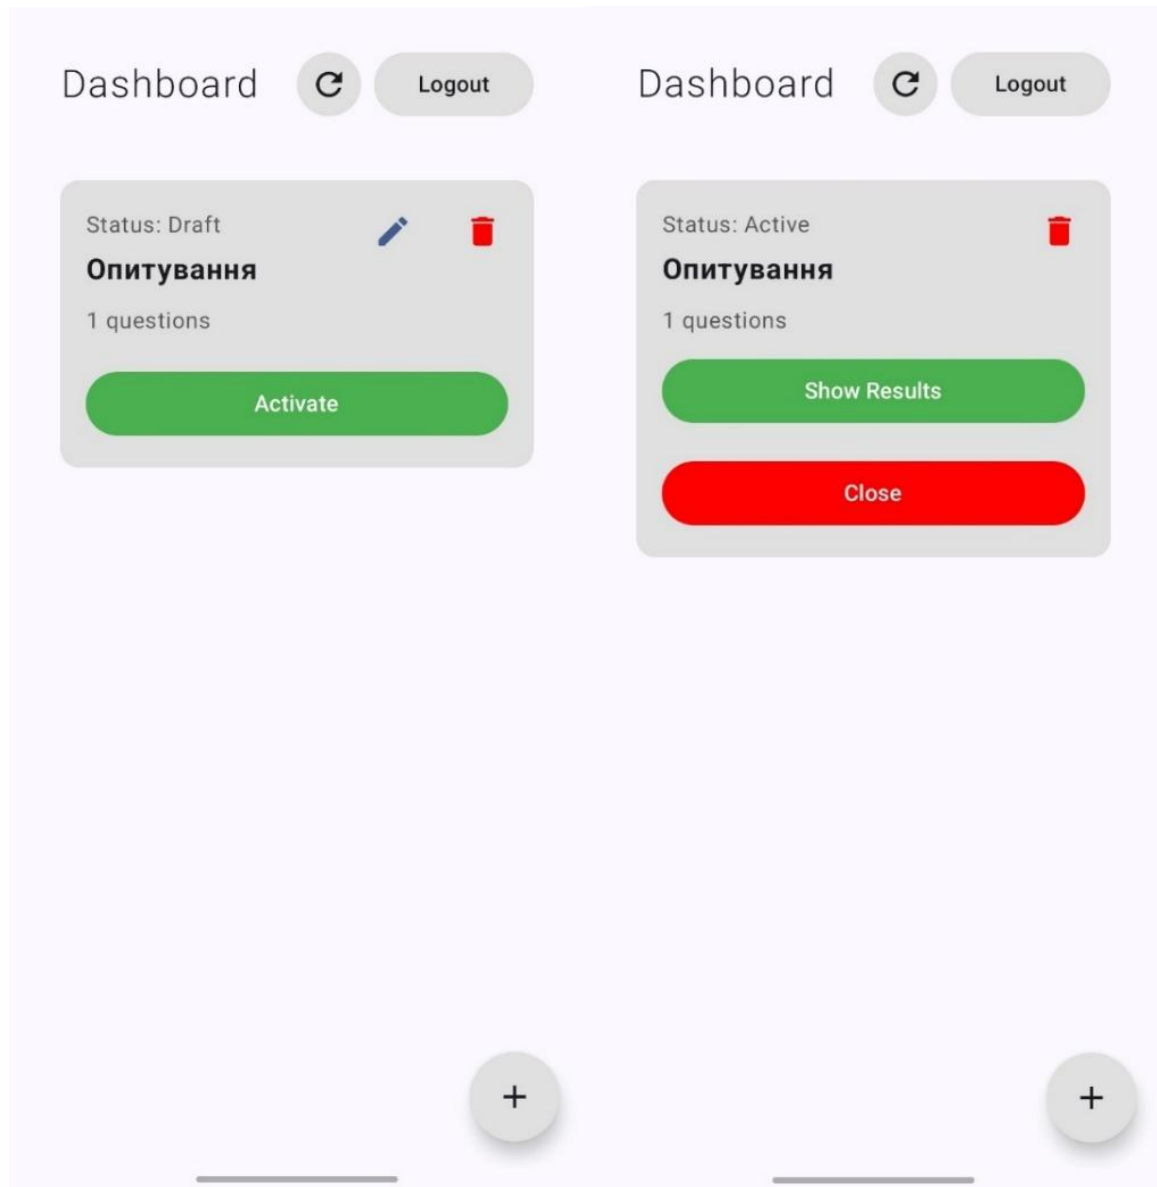 Dashboard
Logout
Status: Draft
Опитування
1 questions
Activate
Dashboard
Logout
Status: Active
Опитування
1 questions
Show Results
Close